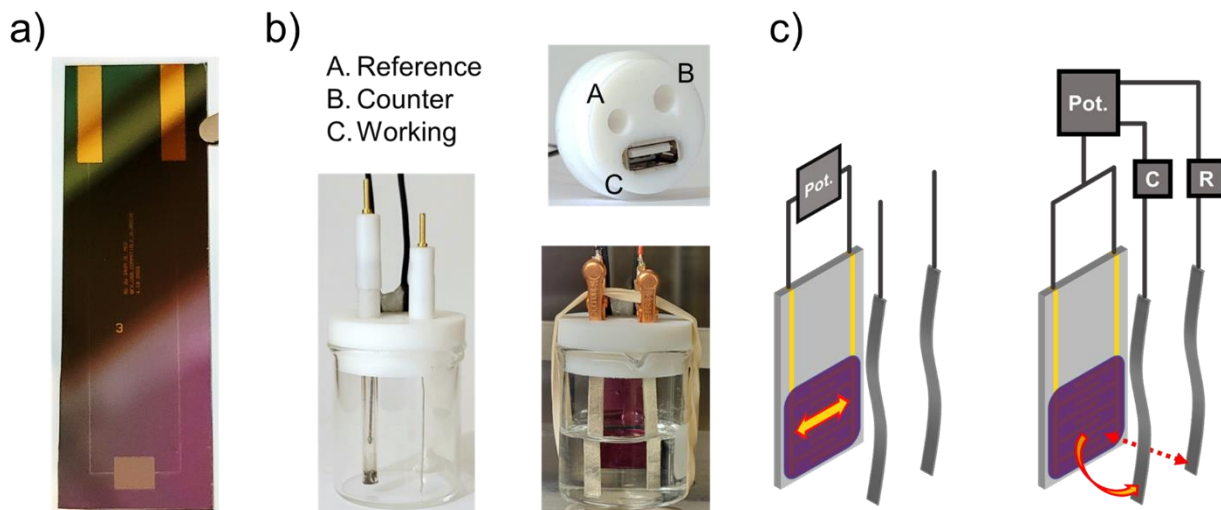 a)
b)
c)
A. Reference
B. Counter
C. Working
A
B
C
3
Pot.
Pot.
C
R